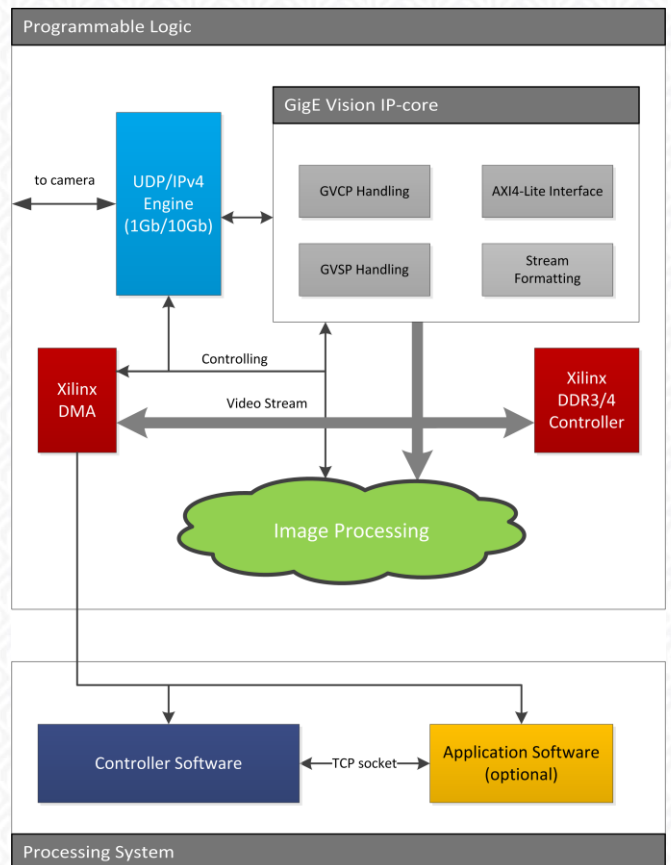 Programmable Logic
GigE Vision IP-core
to camera
UDP/IPv4
Engine
(1Gb/10Gb)
GVCP Handling
AXI4-Lite Interface
GVSP Handling
Stream
Formatting
Controlling
Xilinx
DMA
Video Stream
Xilinx
DDR3/4
Controller
Image Processing
Controller Software
TCP socket
Application Software
(optional)
Processing System